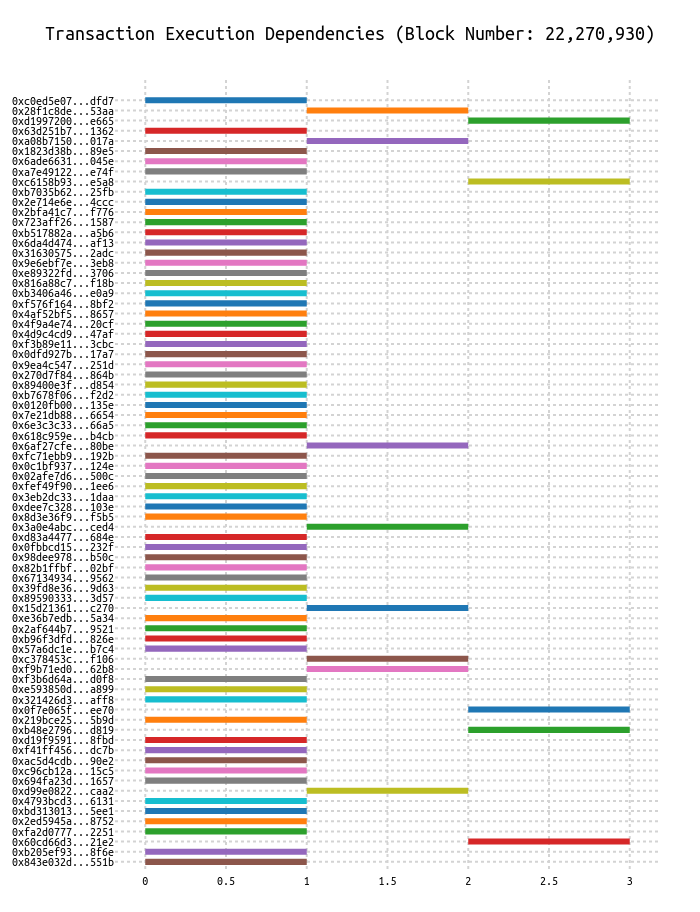 Transaction Execution Dependencies (Block Number: 22,270,930)
0xc0ed5e07...dfd7
0x28f1c8de...53aa
0xd1997200...e665
0x63d251b7...1362
0xa08b7150...017a
0x1823d38b...89e5
0x6ade6631...045e
0xa7e49122...e74f
0xc6158b93...e5a8
0xb7035b62...25fb
0x2e714e6e...4ccc
0x2bfa41c7...f776
0x723aff26...1587
0xb517882a...a5b6
0x6da4d474...af13
0x31630575...2adc
0x9e6ebf7e...3eb8
0xe89322fd...3706
0x816a88c7...f18b
0xb3406a46...e0a9
0xf576f164...8bf2
0x4af52bf5...8657
0x4f9a4e74...20cf
0x4d9c4cd9...47af
0xf3b89e11...3cbc
0x0dfd927b...17a7
0x9ea4c547...251d
0x270d7f84...864b
0x89400e3f...d854
0xb7678f06...f2d2
0x0120fb00...135e
0x7e21db88...6654
0x6e3c3c33...66a5
0x618c959e...b4cb
0x6af27cfe...80be
0xfc71ebb9...192b
0x0c1bf937...124e
0x02afe7d6...500c
0xfef49f90...1ee6
0x3eb2dc33...1daa
0xdee7c328...103e
0x8d3e36f9...f5b5
0x3a0e4abc...ced4
0xd83a4477...684e
0x0fbbcd15...232f
0x98dee978...b50c
0x82b1ffbf...02bf
0x67134934...9562
0x39fd8e36...9d63
0x89590333...3d57
0x15d21361...c270
0xe36b7edb...5a34
0x2af644b7...9521
0xb96f3dfd...826e
0x57a6dc1e...b7c4
0xc378453c...f106
0xf9b71ed0...62b8
0xf3b6d64a...d0f8
0xe593850d...a899
0x321426d3...aff8
0x0f7e065f...ee70
0x219bce25...5b9d
0xb48e2796...d819
0xd19f9591...8fbd
0xf41ff456...dc7b
0xac5d4cdb...90e2
0xc96cb12a...15c5
0x694fa23d...1657
0xd99e0822...caa2
0x4793bcd3...6131
0xbd313013...5ee1
0x2ed5945a...8752
0xfa2d0777...2251
0x60cd66d3...21e2
0xb205ef93...8f6e
0x843e032d...551b
0 0.5 1 1.5 2 2.5 3